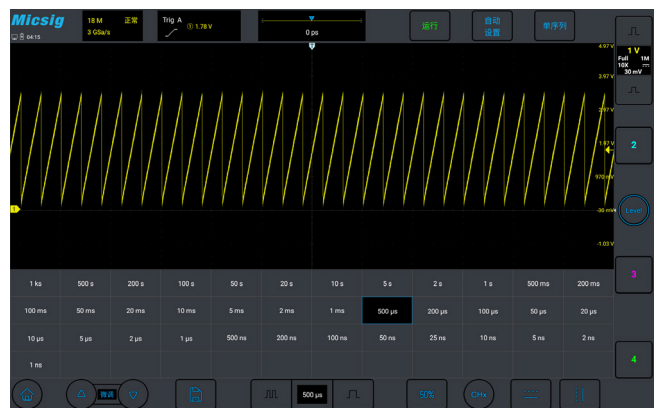 Micsig
04:15
18 M 正常
3 GSa/s
Trig A ① 1.78 V
0 ps
运行
自动
设置
单序列
4.97 V
3.97 V
2.97 V
1.97 V
970 mV
-30 mV
-1.03 V
1
1 V
Full 1M
10X
30 mV
2
Level
3
4
1 ks 500 s 200 s 100 s 50 s 20 s 10 s 5 s 2 s 1 s 500 ms 200 ms
100 ms 50 ms 20 ms 10 ms 5 ms 2 ms 1 ms 500 μs 200 μs 100 μs 50 μs 20 μs
10 μs 5 μs 2 μs 1 μs 500 ns 200 ns 100 ns 50 ns 25 ns 10 ns 5 ns 2 ns
1 ns
微调
500 μs
50%
CHx